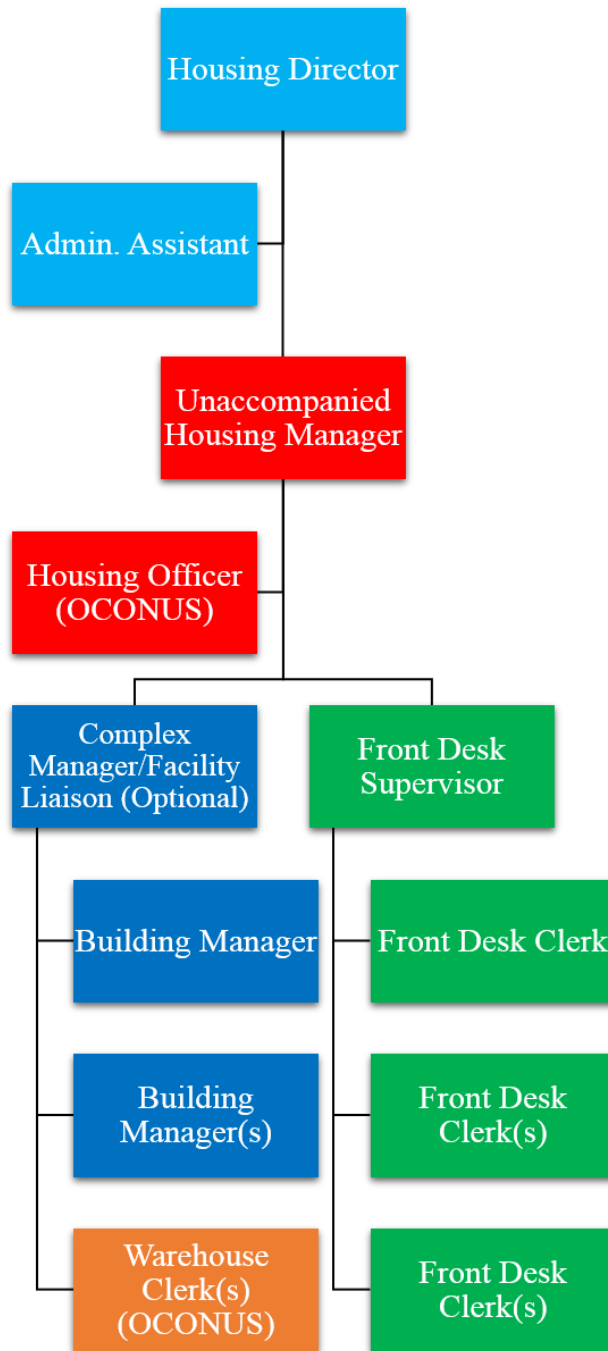 Housing Director
Admin. Assistant
Unaccompanied
Housing Manager
Housing Officer
(OCONUS)
Complex
Manager/Facility
Liaison (Optional)
Front Desk
Supervisor
Building Manager
Front Desk Clerk
Building
Manager(s)
Front Desk
Clerk(s)
Warehouse
Clerk(s)
(OCONUS)
Front Desk
Clerk(s)